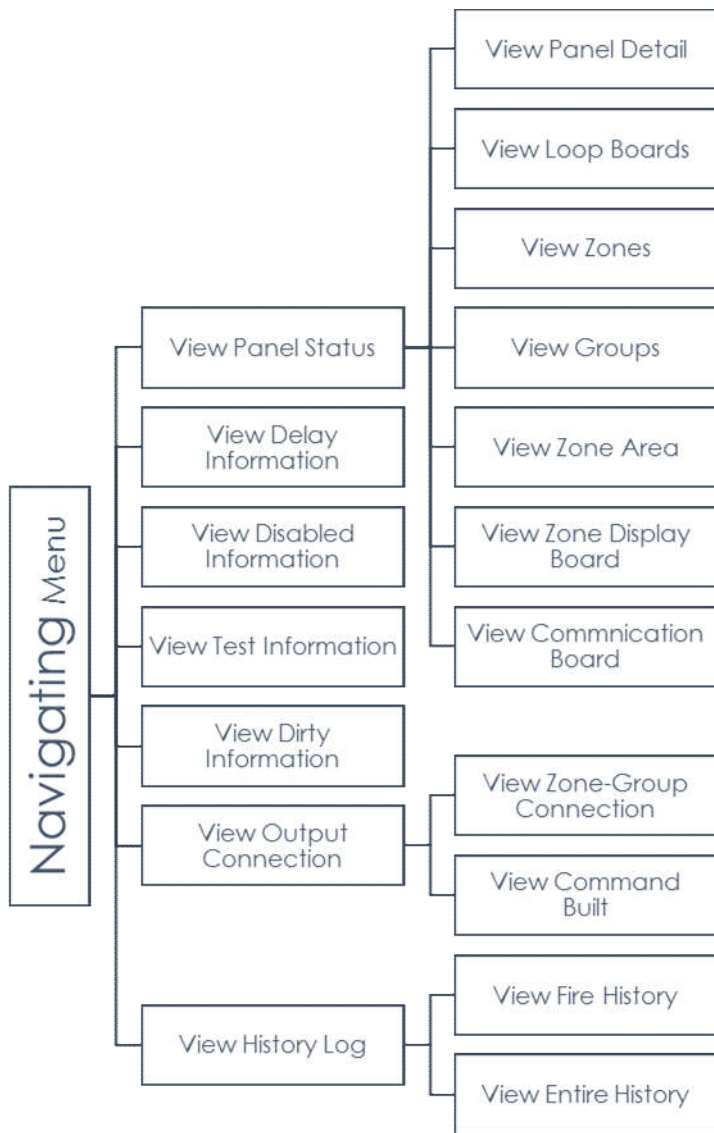 Navigating Menu
View Panel Status
View Panel Detail
View Loop Boards
View Zones
View Groups
View Zone Area
View Zone Display
Board
View Commnication
Board
View Delay
Information
View Disabled
Information
View Test Information
View Dirty
Information
View Output
Connection
View Zone-Group
Connection
View Command
Built
View History Log
View Fire History
View Entire History